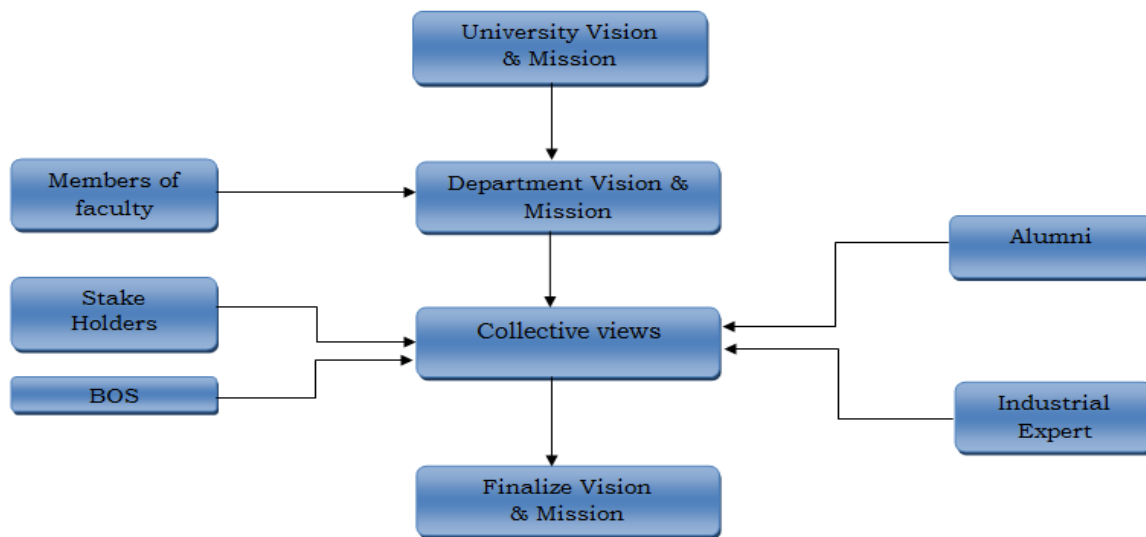 University Vision
& Mission
Members of
faculty
Department Vision &
Mission
Alumni
Stake
Holders
Collective views
BOS
Industrial
Expert
Finalize Vision
& Mission